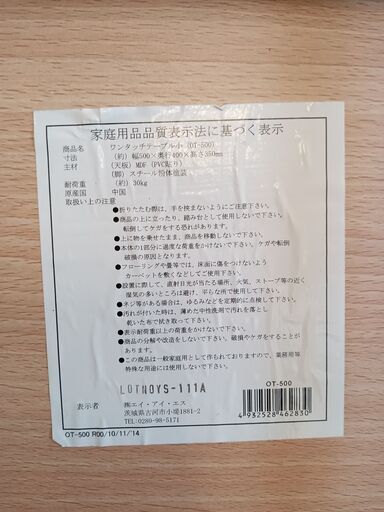 家庭用品品質表示法に基づく表示
商品名 ワンタッチテーブル小（OT-500）
寸法 （約）幅500×奥行400×高さ350mm
主材 （天板）MDF（PVC貼り）
（脚）スチール粉体塗装
耐荷重 （約）30kg
原産国 中国
取扱い上の注意
●折りたたむ際は、手を挟まないようにご注意下さい。
●商品の上に立ったり、踏み台として使用しないで下さい。
転倒してケガをする恐れがあります。
●上に物を乗せたまま、商品を移動しないで下さい。
●本体の1部分に過度な荷重をかけないで下さい。ケガや転倒
破損の原因となります。
●フローリングや畳等では、床面に傷をつけないよう
カーペットを敷くなどしてご使用下さい。
●設置に際して、直射日光が当たる場所、火気、ストーブ等の近く
湿気の多いところは避け、平らな所で使用して下さい。
●ネジ等がある場合は、ゆるみなどを定期的に点検して下さい。
●汚れが付いた時は、薄めた中性洗剤で汚れを落とし
乾いた布で拭き取って下さい。
●表示耐荷重以上の荷重をかけないで下さい。
●商品の分解や改造をしないで下さい。破損やケガをすることが
あります。
●この商品は一般家庭用として作られておりますので、業務用等
特殊な用途には使用しないで下さい。
LOTNOYS-111A
OT-500
表示者 ㈱エイ・アイ・エス
茨城県古河市小堤1881-2
TEL:0280-98-5171
4 932528 462830
OT-500 R00/10/11/'14